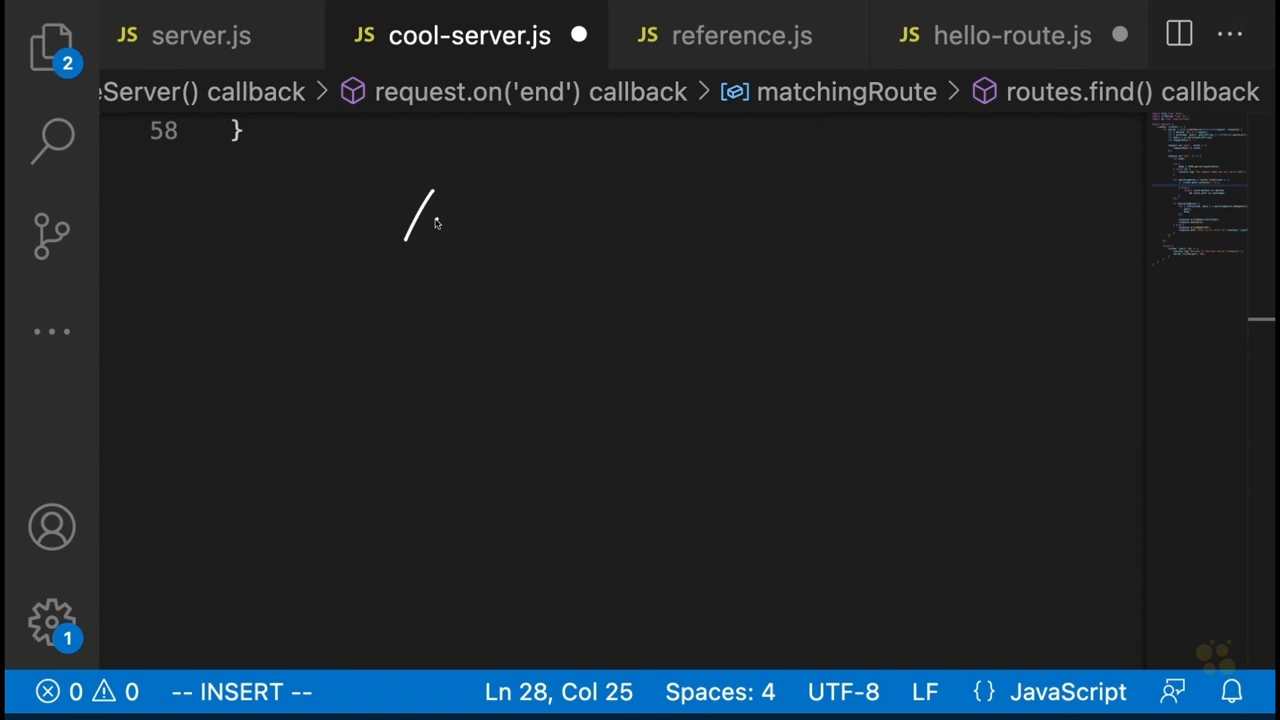 2
JS server.js JS cool-server.js JS reference.js JS hello-route.js ...
eServer() callback > request.on('end') callback > matchingRoute > routes.find() callback
58 }
/
1
0 0 -- INSERT -- Ln 28, Col 25 Spaces: 4 UTF-8 LF {} JavaScript